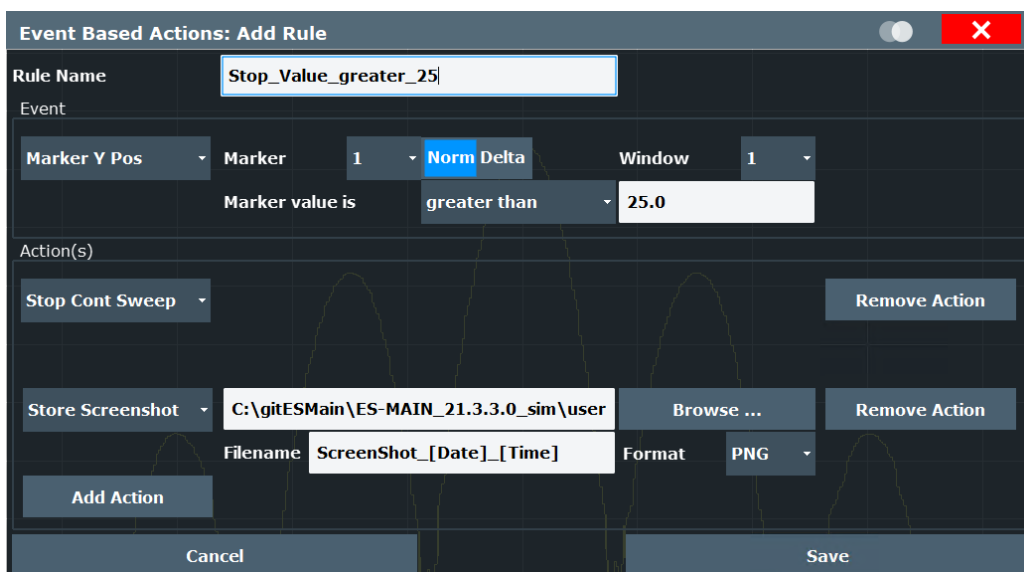 Event Based Actions: Add Rule
Rule Name Stop_Value_greater_25
Event
Marker Y Pos Marker 1 Norm Delta Window 1
Marker value is greater than 25.0
Action(s)
Stop Cont Sweep Remove Action
Store Screenshot C:\gitESMain\ES-MAIN_21.3.3.0_sim\user Browse ... Remove Action
Filename ScreenShot_[Date]_[Time] Format PNG
Add Action
Cancel Save